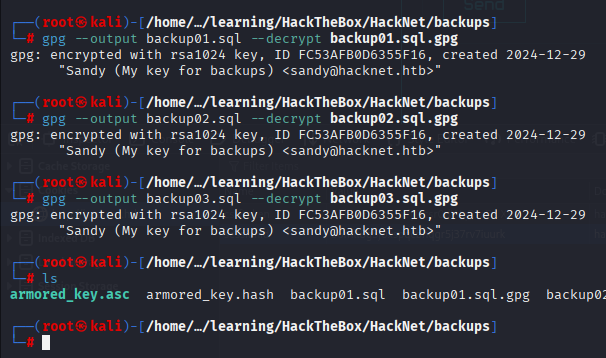 Send
┌──(root㉿kali)-[/home/…/learning/HackTheBox/HackNet/backups]
└─# gpg --output backup01.sql --decrypt backup01.sql.gpg
gpg: encrypted with rsa1024 key, ID FC53AFB0D6355F16, created 2024-12-29
"Sandy (My key for backups) <sandy@hacknet.htb>"
┌──(root㉿kali)-[/home/…/learning/HackTheBox/HackNet/backups]
└─# gpg --output backup02.sql --decrypt backup02.sql.gpg
gpg: encrypted with rsa1024 key, ID FC53AFB0D6355F16, created 2024-12-29
"Sandy (My key for backups) <sandy@hacknet.htb>"
┌──(root㉿kali)-[/home/…/learning/HackTheBox/HackNet/backups]
└─# gpg --output backup03.sql --decrypt backup03.sql.gpg
gpg: encrypted with rsa1024 key, ID FC53AFB0D6355F16, created 2024-12-29
"Sandy (My key for backups) <sandy@hacknet.htb>"
┌──(root㉿kali)-[/home/…/learning/HackTheBox/HackNet/backups]
└─# ls
armored_key.asc armored_key.hash backup01.sql backup01.sql.gpg backup02
┌──(root㉿kali)-[/home/…/learning/HackTheBox/HackNet/backups]
└─#